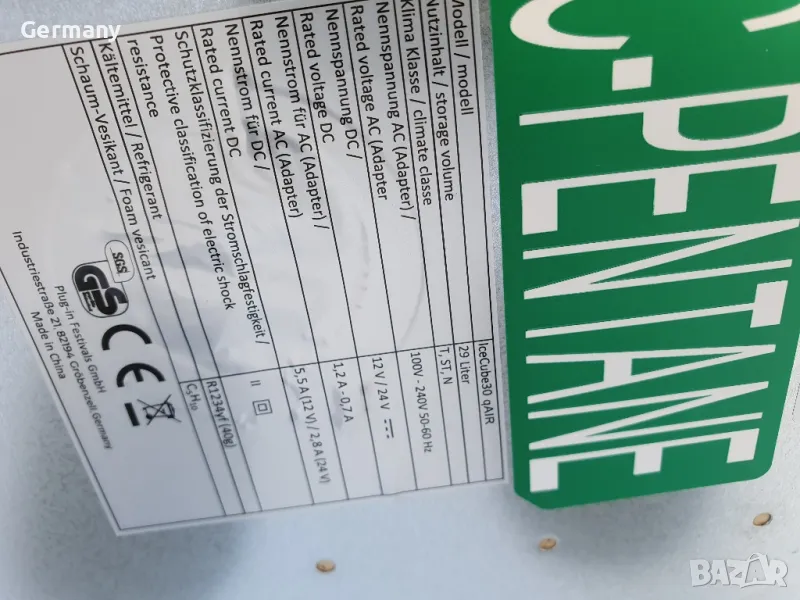 Germany
C.PENTANE
Modell / modell IceCube30 qAIR
Nutzinhalt / storage volume 29 Liter
Klima Klasse / climate classe T, ST, N
Nennspannung AC (Adapter) /
Rated voltage AC (Adapter 100V - 240V 50-60 Hz
Nennspannung DC /
Rated voltage DC 12 V / 24 V
Nennstrom für AC (Adapter) /
Rated current AC (Adapter) 1,2 A - 0,7 A
Nennstrom für DC /
Rated current DC 5,5 A (12 V) / 2,8 A (24 V)
Schutzklassifizierung der Stromschlagfestigkeit /
Protective classification of electric shock
resistance II
Kältemittel / Refrigerant R1234yf (40g)
Schaum-Vesikant / Foam vesicant C5H10
SGS
GS
CE
Plug-in Festivals GmbH
Industriestraße 21 82194 Gröbenzell Germany
Made in China
BAZAR